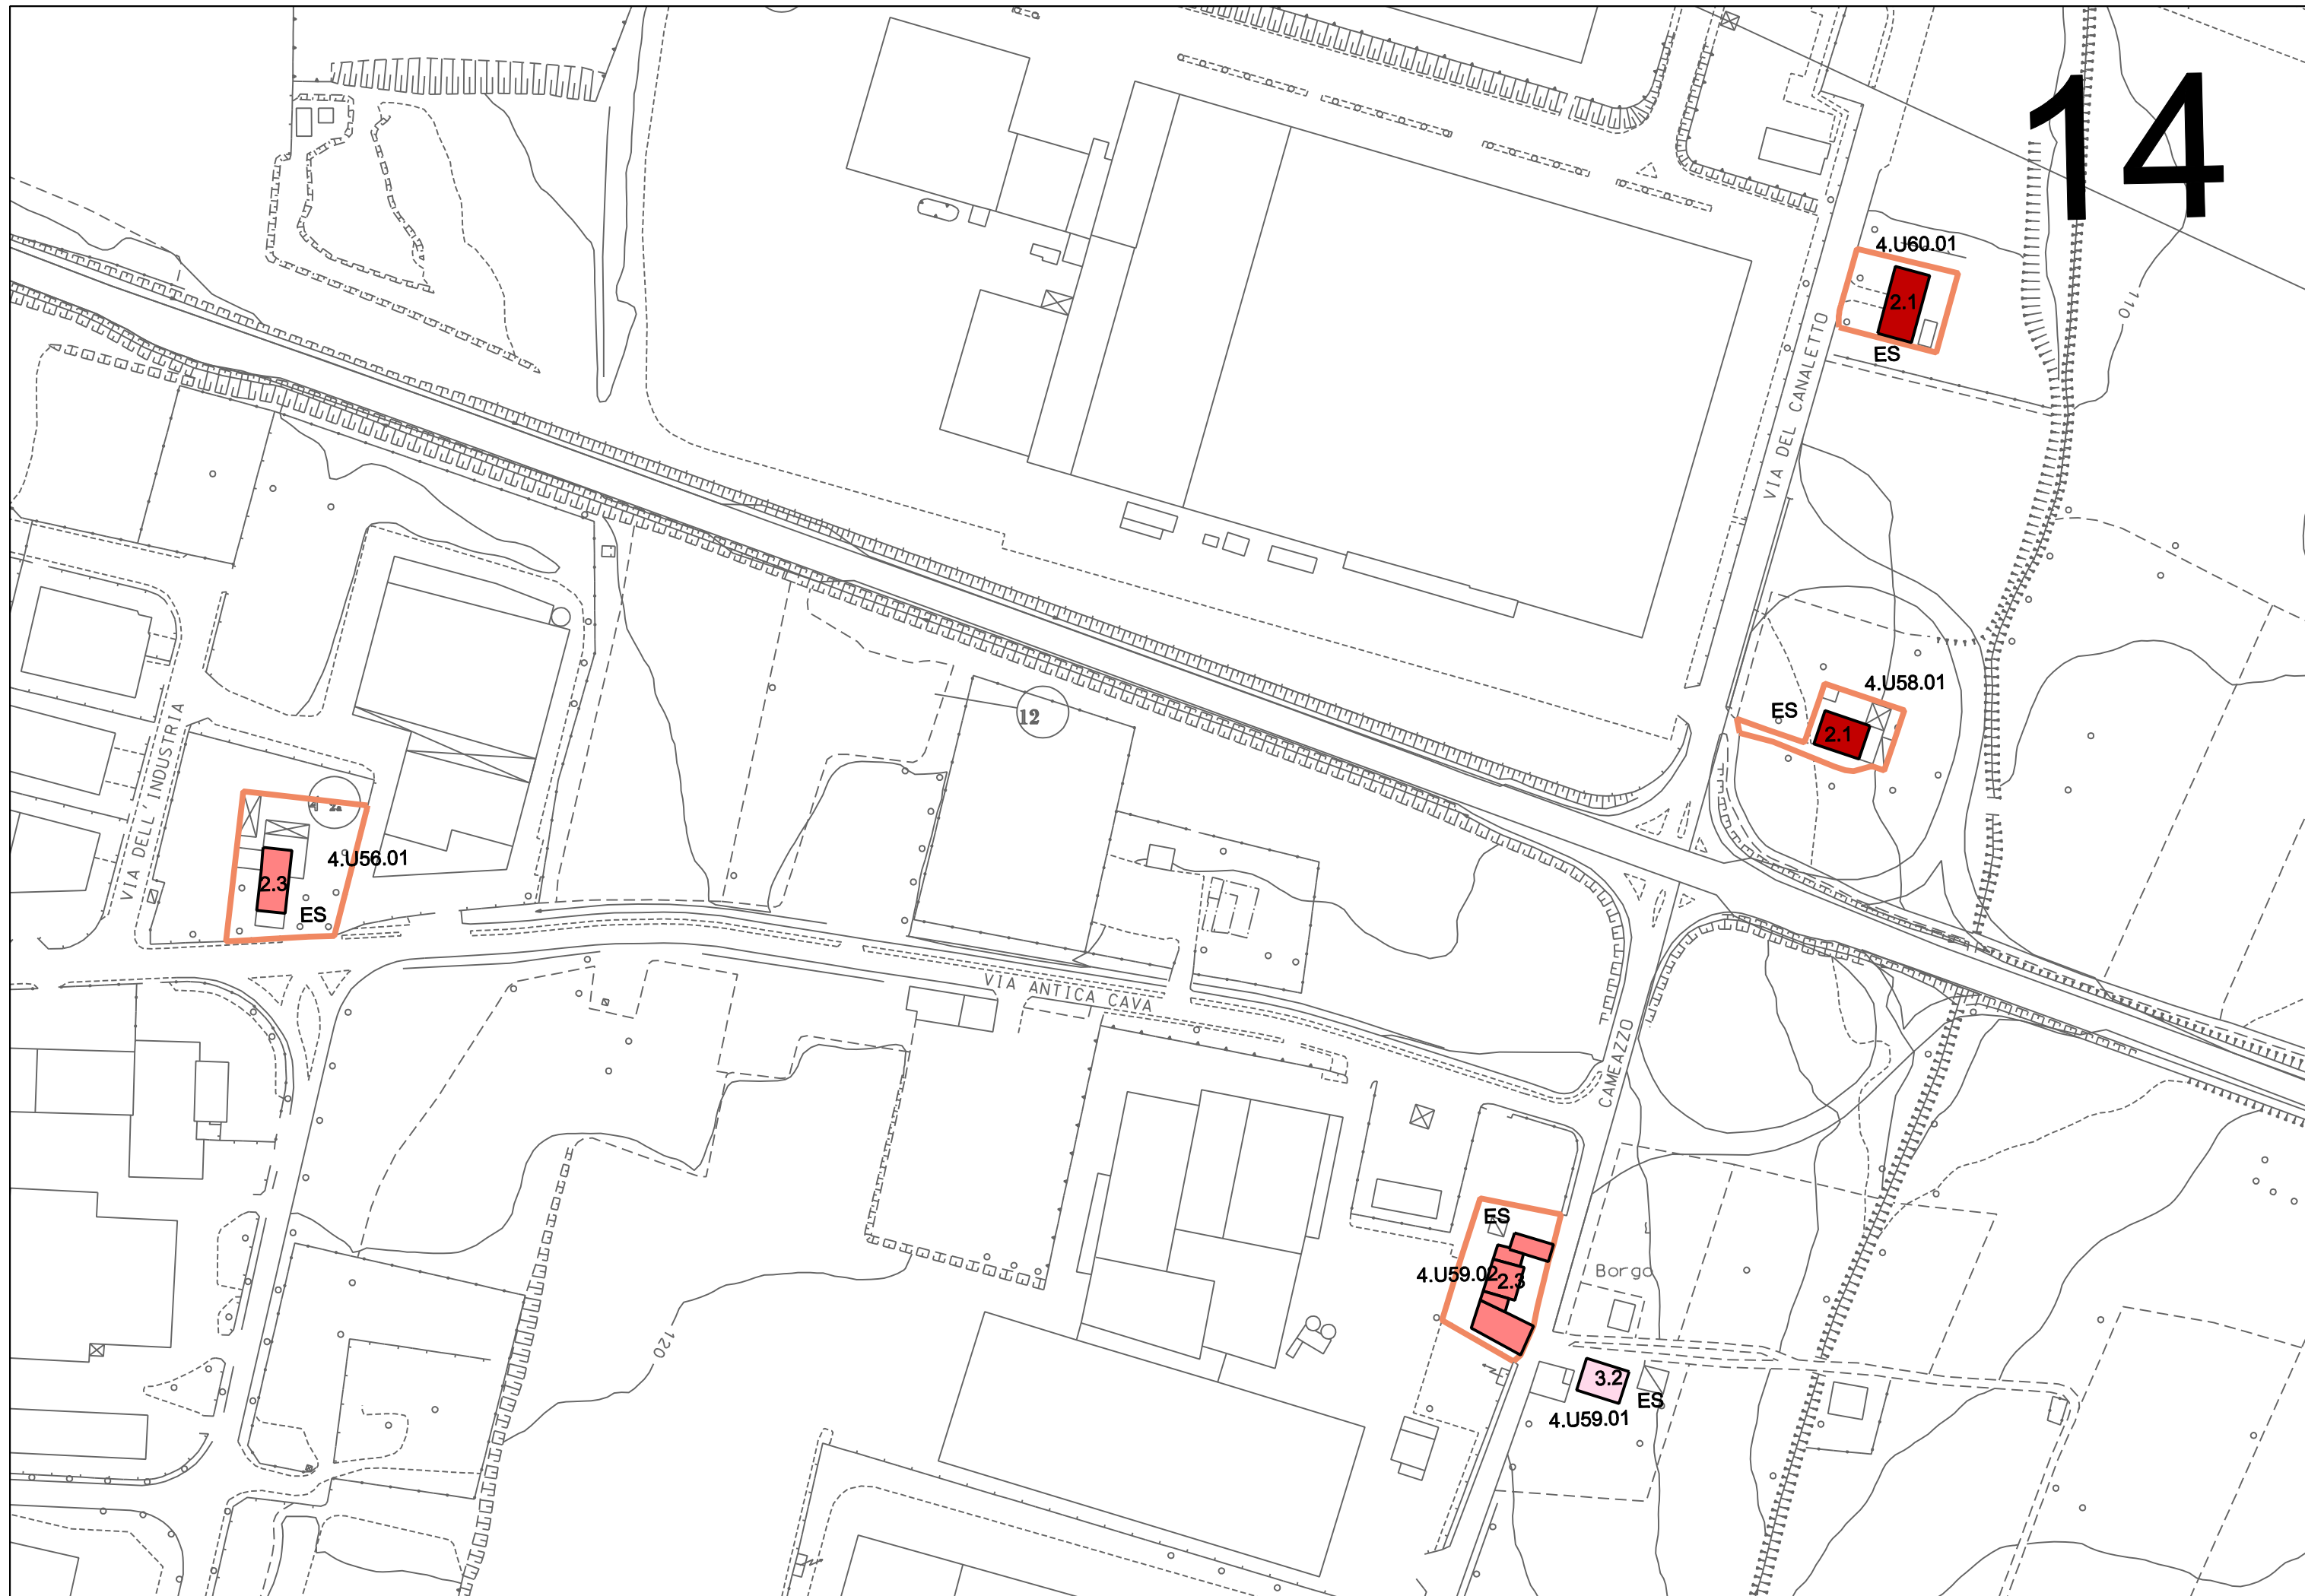 14
4.U60.01
2.1
ES
110
VIA DEL CANALETTO
4.U58.01
ES
2.1
12
VIA DELL'INDUSTRIA
4.U56.01
2.3
ES
VIA ANTICA CAVA
CAMEAZZO
ES
4.U59.02
2.3
Borgo
120
3.2
ES
4.U59.01